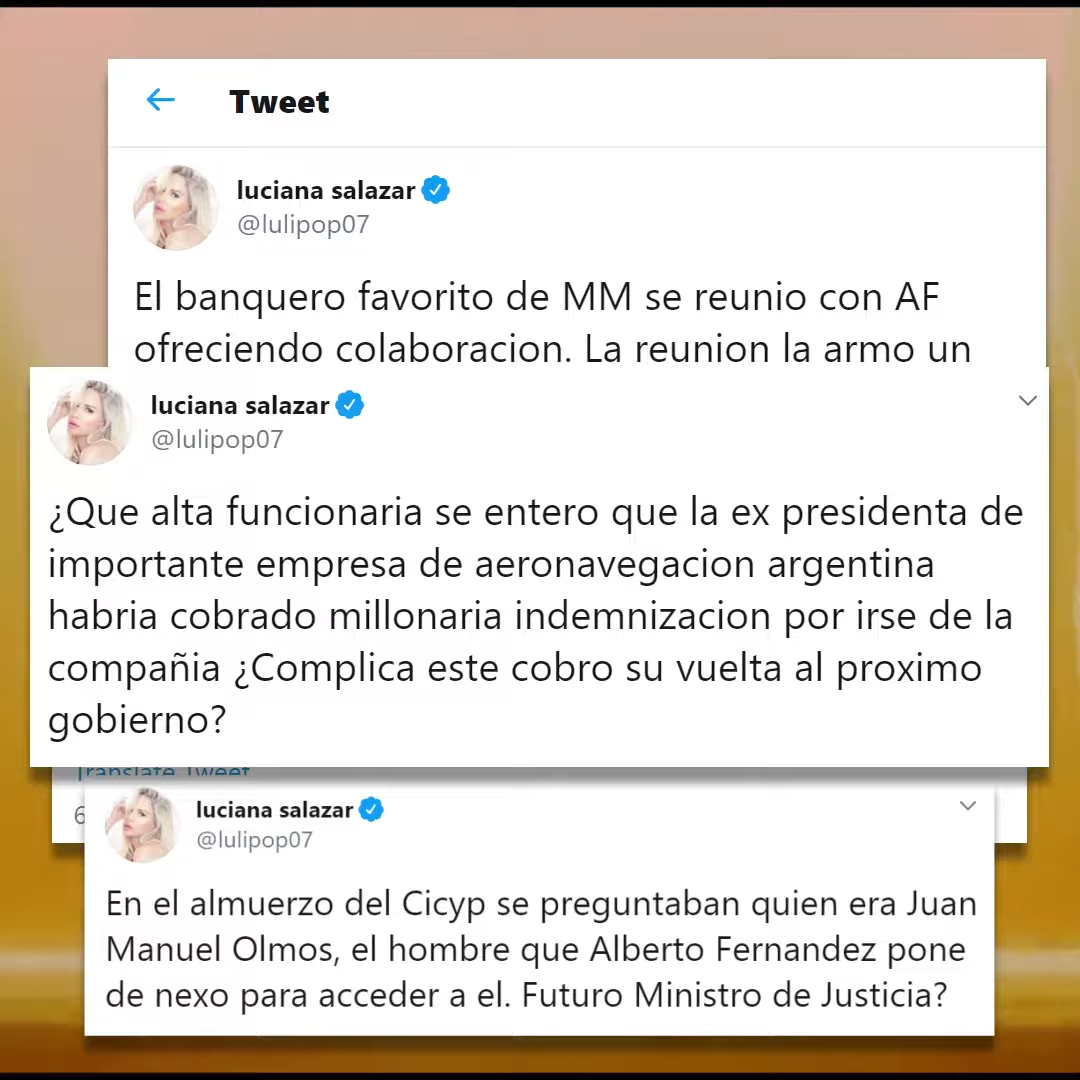 Tweet
luciana salazar
@lulipop07
El banquero favorito de MM se reunio con AF
ofreciendo colaboracion. La reunion la armo un
luciana salazar
@lulipop07
¿Que alta funcionaria se entero que la ex presidenta de
importante empresa de aeronavegacion argentina
habria cobrado millonaria indemnizacion por irse de la
compañia ¿Complica este cobro su vuelta al proximo
gobierno?
Translate Tweet
6
luciana salazar
@lulipop07
En el almuerzo del Cicyp se preguntaban quien era Juan
Manuel Olmos, el hombre que Alberto Fernandez pone
de nexo para acceder a el. Futuro Ministro de Justicia?